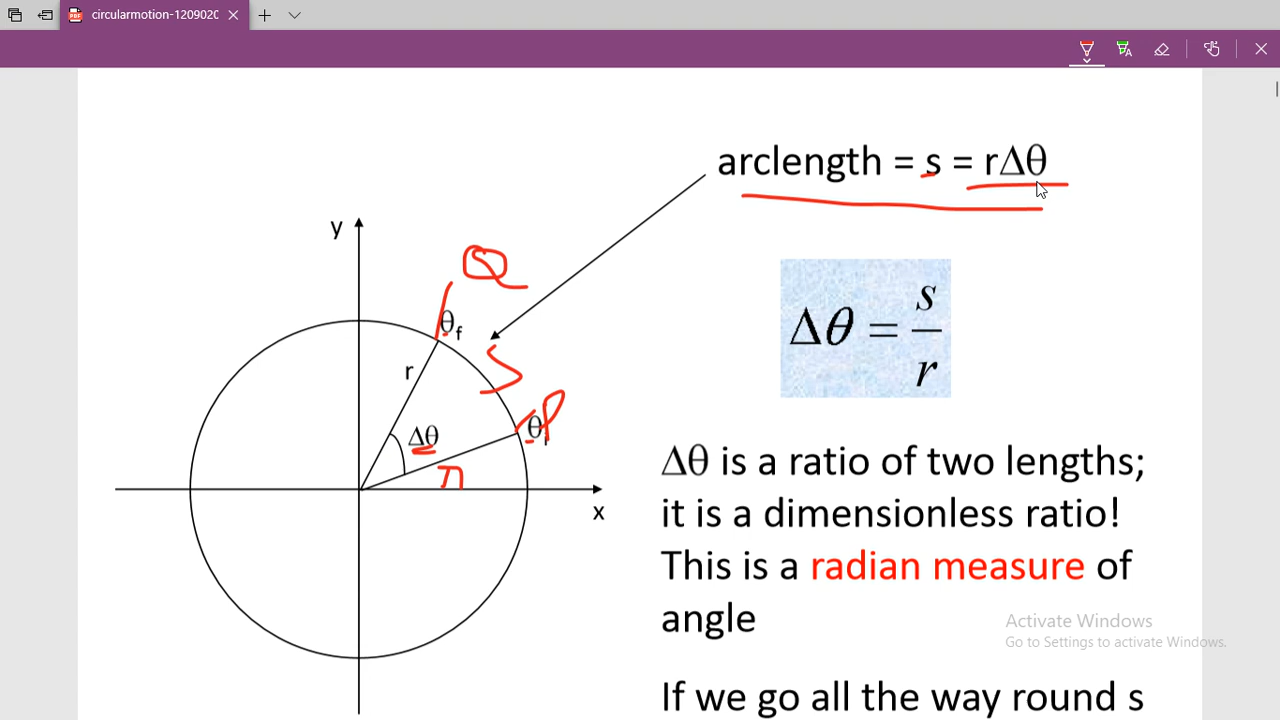 circularmotion-1209020
arclength = s = rΔθ
y
Q
θf
S
r
Δθ = s/r
θi
P
Δθ
r
x
Δθ is a ratio of two lengths;
it is a dimensionless ratio!
This is a radian measure of
angle
Activate Windows
Go to Settings to activate Windows.
If we go all the way round s